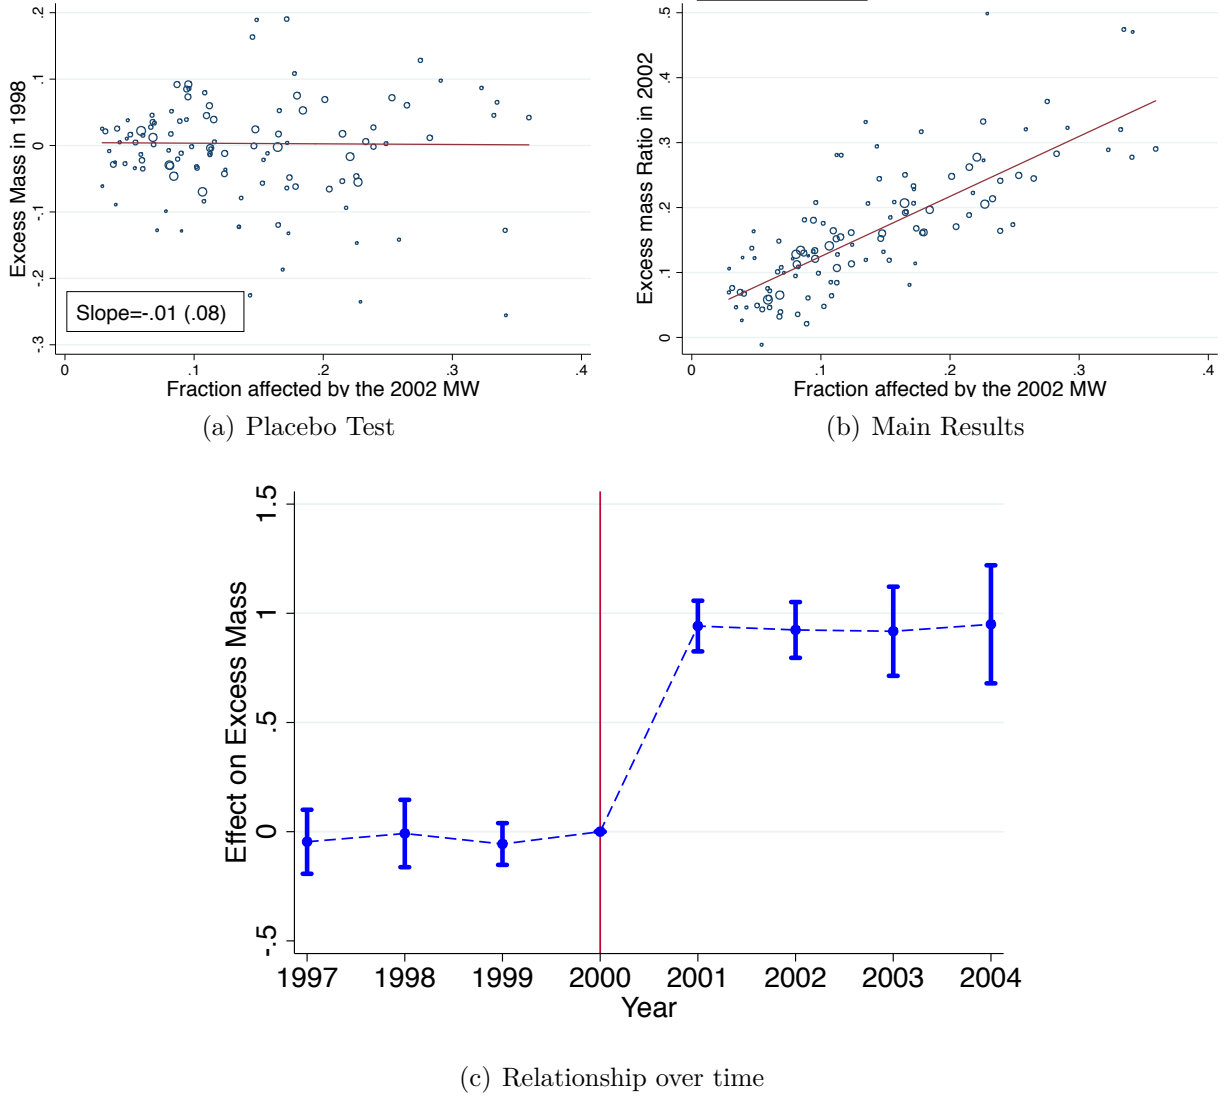 Excess Mass in 1998
.2
.1
0
-.1
-.2
-.3
Slope=-.01 (.08)
0 .1 .2 .3 .4
Fraction affected by the 2002 MW
(a) Placebo Test
Excess mass Ratio in 2002
.5
.4
.3
.2
.1
0
0 .1 .2 .3 .4
Fraction affected by the 2002 MW
(b) Main Results
Effect on Excess Mass
1.5
1
.5
0
-.5
1997 1998 1999 2000 2001 2002 2003 2004
Year
(c) Relationship over time